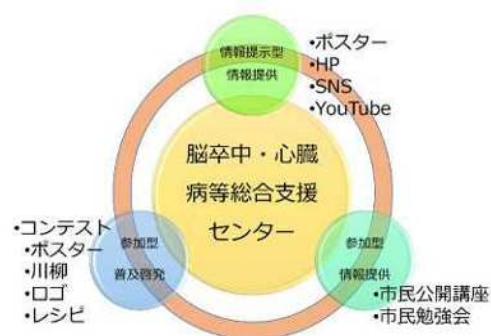 情報提示型
情報提供
•ポスター
•HP
•SNS
•YouTube
脳卒中・心臓
病等総合支援
センター
•コンテスト
•ポスター
•川柳
•ロゴ
•レシピ
参加型
普及啓発
参加型
情報提供
•市民公開講座
•市民勉強会